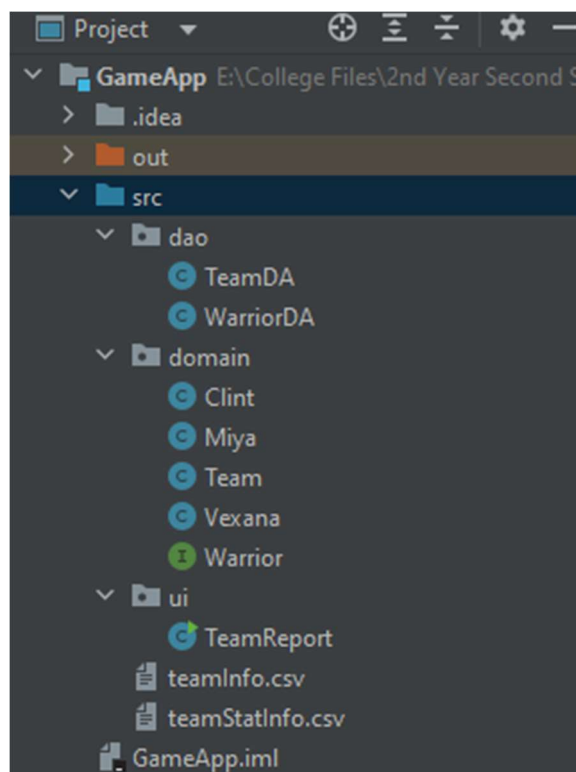 Project
GameApp E:\College Files\2nd Year Second S
.idea
out
src
dao
C TeamDA
C WarriorDA
domain
C Clint
C Miya
C Team
C Vexana
I Warrior
ui
C TeamReport
teamInfo.csv
teamStatInfo.csv
GameApp.iml